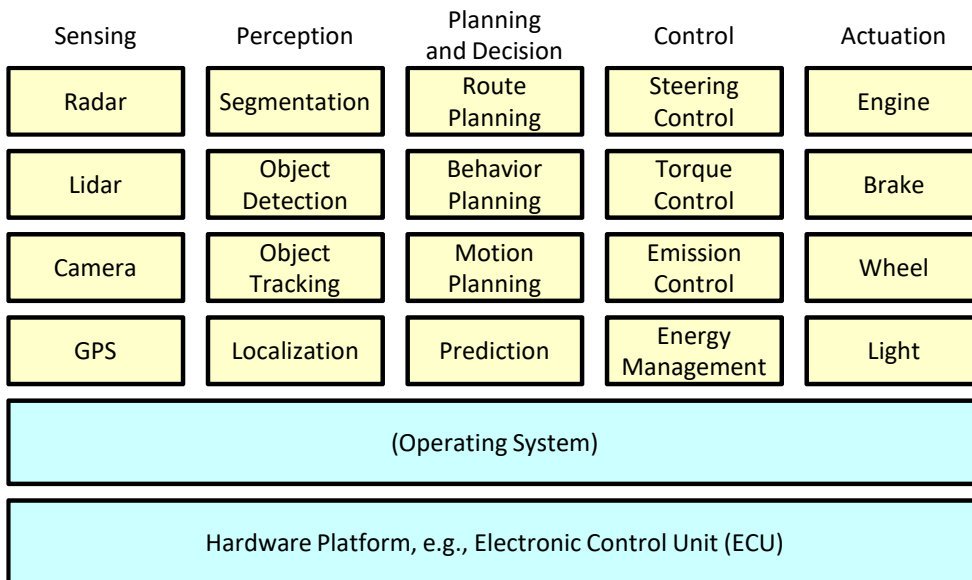 Sensing
Perception
Planning
and Decision
Control
Actuation
Radar
Segmentation
Route
Planning
Steering
Control
Engine
Lidar
Object
Detection
Behavior
Planning
Torque
Control
Brake
Camera
Object
Tracking
Motion
Planning
Emission
Control
Wheel
GPS
Localization
Prediction
Energy
Management
Light
(Operating System)
Hardware Platform, e.g., Electronic Control Unit (ECU)